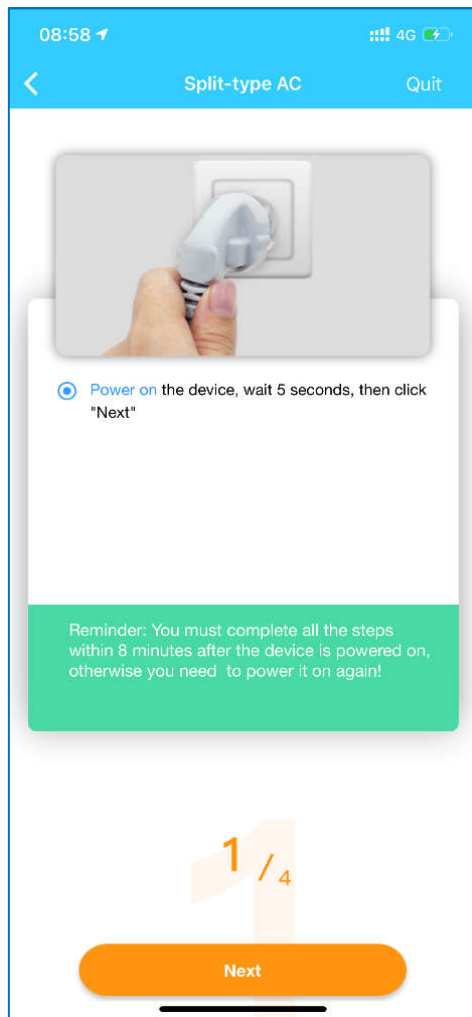 08:58
4G
Split-type AC
Quit
Power on the device, wait 5 seconds, then click
"Next"
Reminder: You must complete all the steps
within 8 minutes after the device is powered on,
otherwise you need to power it on again!
1 / 4
Next